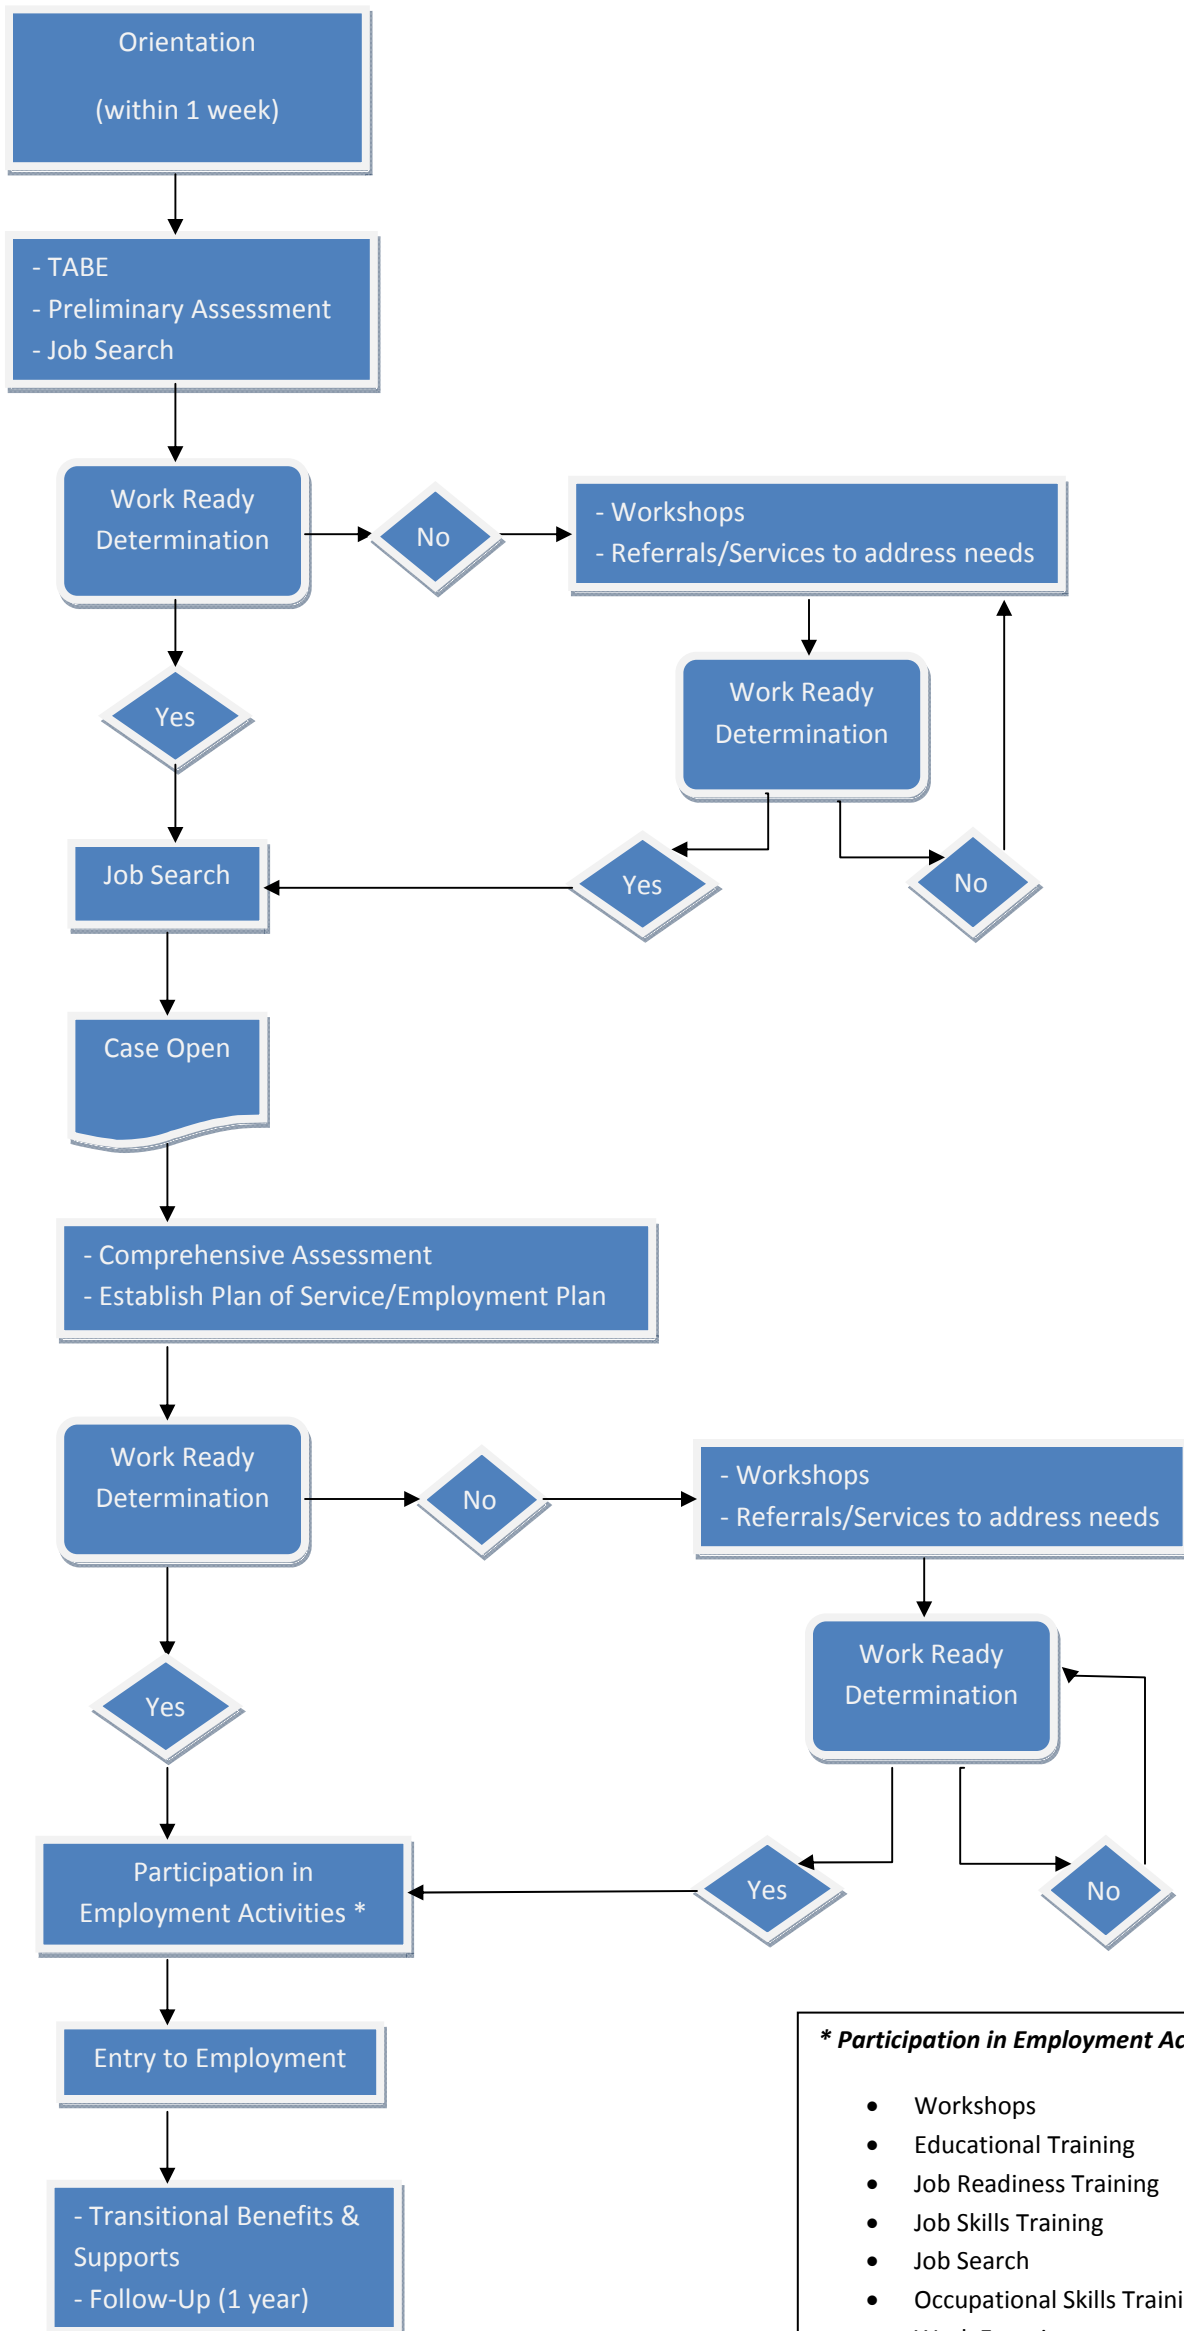 Orientation
(within 1 week)
- TABE
- Preliminary Assessment
- Job Search
Work Ready
Determination
No
- Workshops
- Referrals/Services to address needs
Work Ready
Determination
Yes
Yes
No
Job Search
Case Open
- Comprehensive Assessment
- Establish Plan of Service/Employment Plan
Work Ready
Determination
No
- Workshops
- Referrals/Services to address needs
Work Ready
Determination
Yes
Yes
No
Participation in
Employment Activities *
Entry to Employment
- Transitional Benefits &
Supports
- Follow-Up (1 year)
* Participation in Employment Ac
• Workshops
• Educational Training
• Job Readiness Training
• Job Skills Training
• Job Search
• Occupational Skills Traini